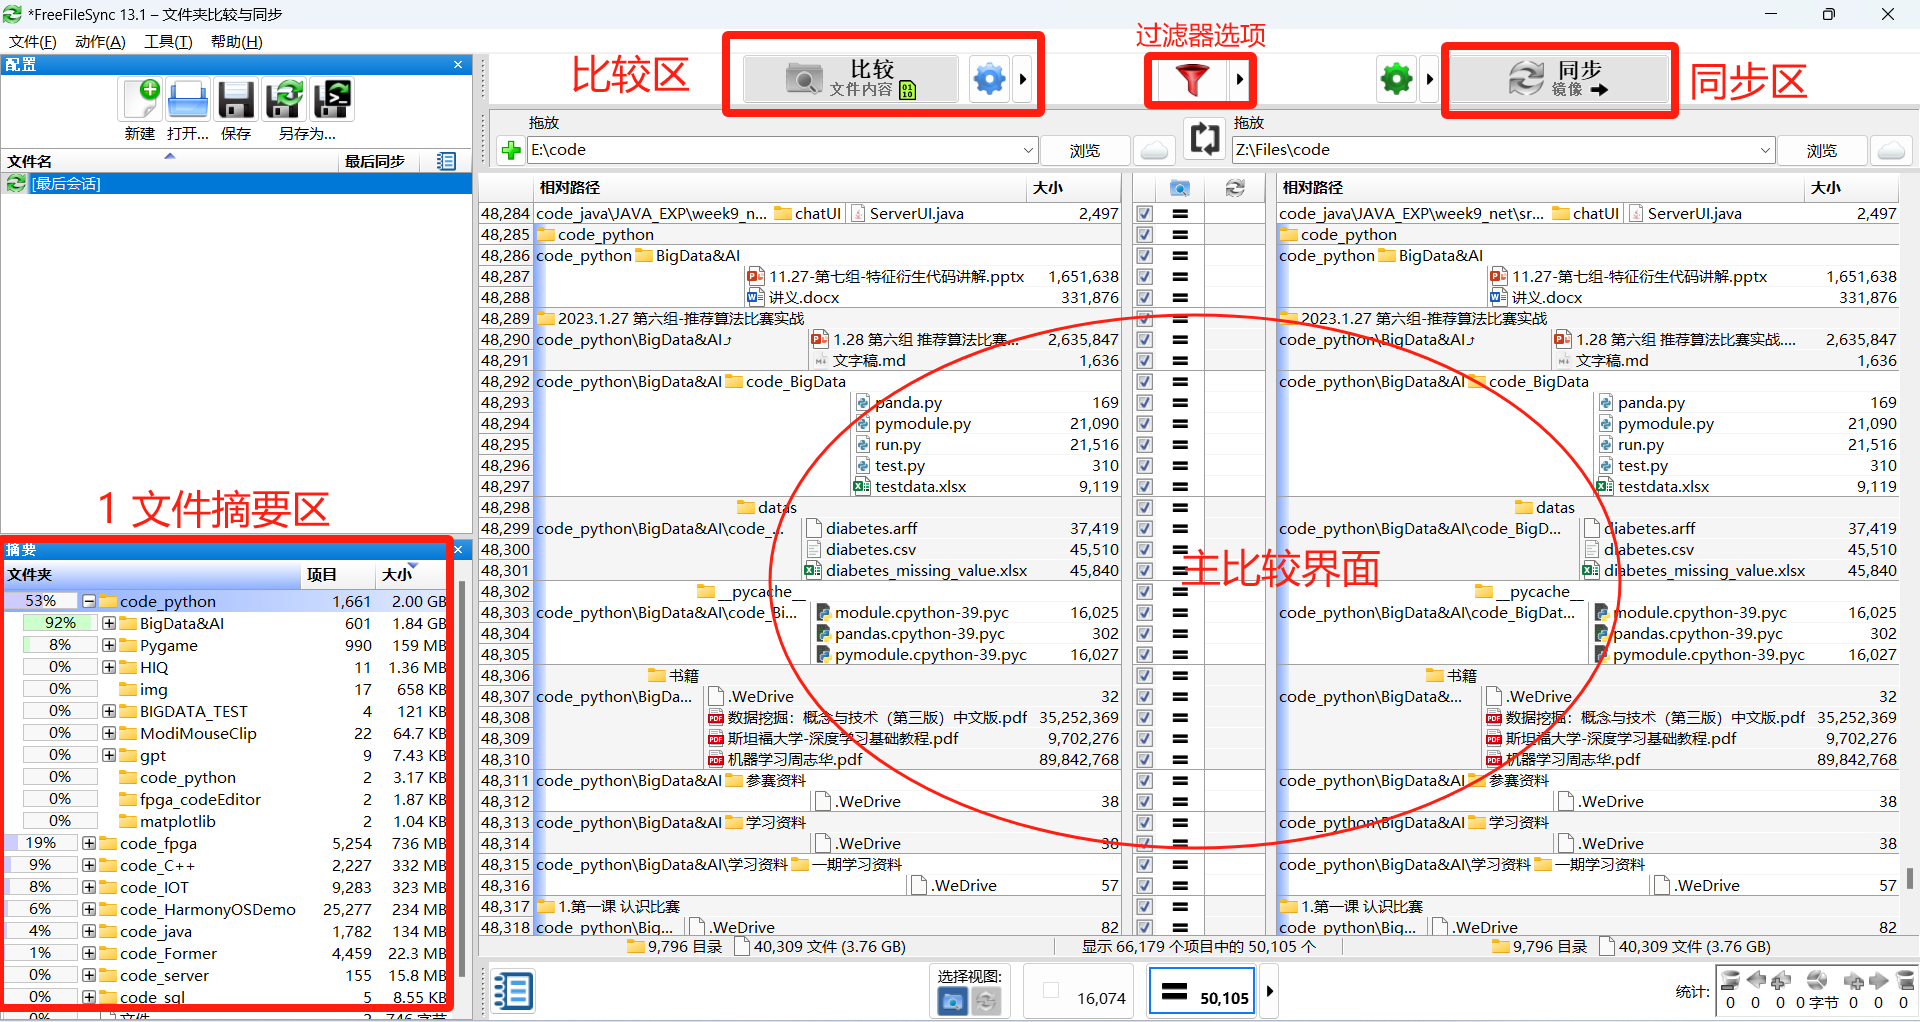 *FreeFileSync 13.1 – 文件夹比较与同步
文件(F) 动作(A) 工具(T) 帮助(H)
配置
新建 打开... 保存 另存为...
文件名 最后同步
[最后会话]
1 文件摘要区
摘要
文件夹 项目 大小
53% code_python 1,661 2.00 GB
92% BigData&AI 601 1.84 GB
8% Pygame 990 159 MB
0% HIQ 11 1.36 MB
0% img 17 658 KB
0% BIGDATA_TEST 4 121 KB
0% ModiMouseClip 22 64.7 KB
0% gpt 9 7.43 KB
0% code_python 2 3.17 KB
0% fpga_codeEditor 2 1.87 KB
0% matplotlib 2 1.04 KB
19% code_fpga 5,254 736 MB
9% code_C++ 2,227 332 MB
8% code_IOT 9,283 323 MB
6% code_HarmonyOSDemo 25,277 234 MB
4% code_java 1,782 134 MB
1% code_Former 4,459 22.3 MB
0% code_server 155 15.8 MB
0% code_sql 5 8.55 KB
比较区
比较
文件内容
过滤器选项
同步
镜像
同步区
拖放
E:\code
浏览
拖放
Z:\Files\code
浏览
相对路径 大小 相对路径 大小
48,284 code_java\JAVA_EXP\week9_n... chatUI ServerUI.java 2,497 code_java\JAVA_EXP\week9_net\sr... chatUI ServerUI.java 2,497
48,285 code_python code_python
48,286 code_python BigData&AI code_python BigData&AI
48,287 11.27-第七组-特征衍生代码讲解.pptx 1,651,638 11.27-第七组-特征衍生代码讲解.pptx 1,651,638
48,288 讲义.docx 331,876 讲义.docx 331,876
48,289 2023.1.27 第六组-推荐算法比赛实战 2023.1.27 第六组-推荐算法比赛实战
48,290 code_python\BigData&AI 1.28 第六组 推荐算法比赛... 2,635,847 code_python\BigData&AI 1.28 第六组 推荐算法比赛实战.... 2,635,847
48,291 文字稿.md 1,636 文字稿.md 1,636
48,292 code_python\BigData&AI code_BigData code_python\BigData&AI code_BigData
48,293 panda.py 169 panda.py 169
48,294 pymodule.py 21,090 pymodule.py 21,090
48,295 run.py 21,516 run.py 21,516
48,296 test.py 310 test.py 310
48,297 testdata.xlsx 9,119 testdata.xlsx 9,119
48,298 datas datas
48,299 code_python\BigData&AI\code_... diabetes.arff 37,419 code_python\BigData&AI\code_BigD... diabetes.arff 37,419
48,300 diabetes.csv 45,510 diabetes.csv 45,510
48,301 diabetes_missing_value.xlsx 45,840 diabetes_missing_value.xlsx 45,840
主比较界面
48,302 __pycache__ __pycache__
48,303 code_python\BigData&AI\code_Bi... module.cpython-39.pyc 16,025 code_python\BigData&AI\code_BigDat... module.cpython-39.pyc 16,025
48,304 pandas.cpython-39.pyc 302 pandas.cpython-39.pyc 302
48,305 pymodule.cpython-39.pyc 16,027 pymodule.cpython-39.pyc 16,027
48,306 书籍 书籍
48,307 code_python\BigDa... .WeDrive 32 code_python\BigData&... .WeDrive 32
48,308 数据挖掘：概念与技术（第三版）中文版.pdf 35,252,369 数据挖掘：概念与技术（第三版）中文版.pdf 35,252,369
48,309 斯坦福大学-深度学习基础教程.pdf 9,702,276 斯坦福大学-深度学习基础教程.pdf 9,702,276
48,310 机器学习周志华.pdf 89,842,768 机器学习周志华.pdf 89,842,768
48,311 code_python\BigData&AI 参赛资料 code_python\BigData&AI 参赛资料
48,312 .WeDrive 38 .WeDrive 38
48,313 code_python\BigData&AI 学习资料 code_python\BigData&AI 学习资料
48,314 .WeDrive 38 .WeDrive 38
48,315 code_python\BigData&AI\学习资料 一期学习资料 code_python\BigData&AI\学习资料 一期学习资料
48,316 .WeDrive 57 .WeDrive 57
48,317 1.第一课 认识比赛 1.第一课 认识比赛
48,318 code_python\Big... .WeDrive 82 code_python\Big... .WeDrive 82
9,796 目录 40,309 文件 (3.76 GB) 显示 66,179 个项目中的 50,105 个 9,796 目录 40,309 文件 (3.76 GB)
选择视图:
16,074 50,105
统计: 0 0 0 0 字节 0 0 0